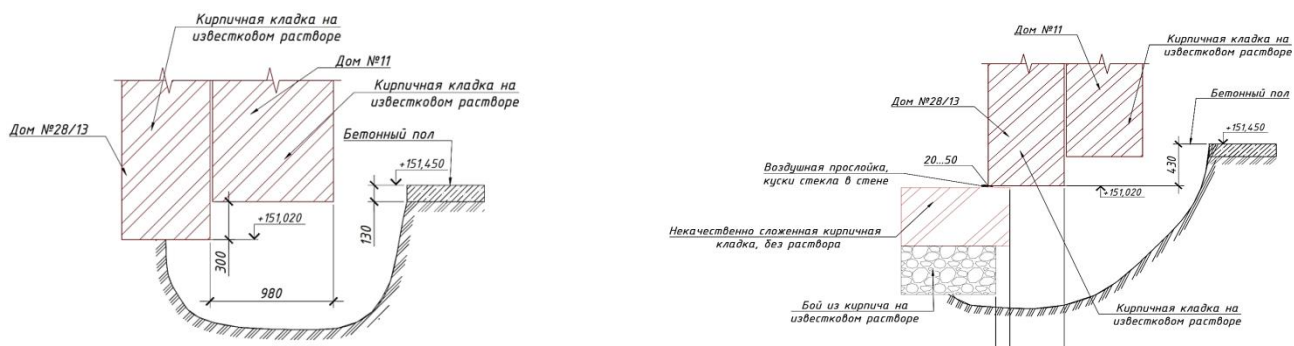 Кирпичная кладка на
известковом растворе
Дом №11
Кирпичная кладка на
известковом растворе
Дом №28/13
Бетонный пол
+151,450
+151,020
300
130
980
Дом №11
Кирпичная кладка на
известковом растворе
Дом №28/13
Бетонный пол
+151,450
20...50
430
Воздушная прослойка,
куски стекла в стене
+151,020
Некачественно сложенная кирпичная
кладка, без раствора
Бой из кирпича на
известковом растворе
Кирпичная кладка на
известковом растворе